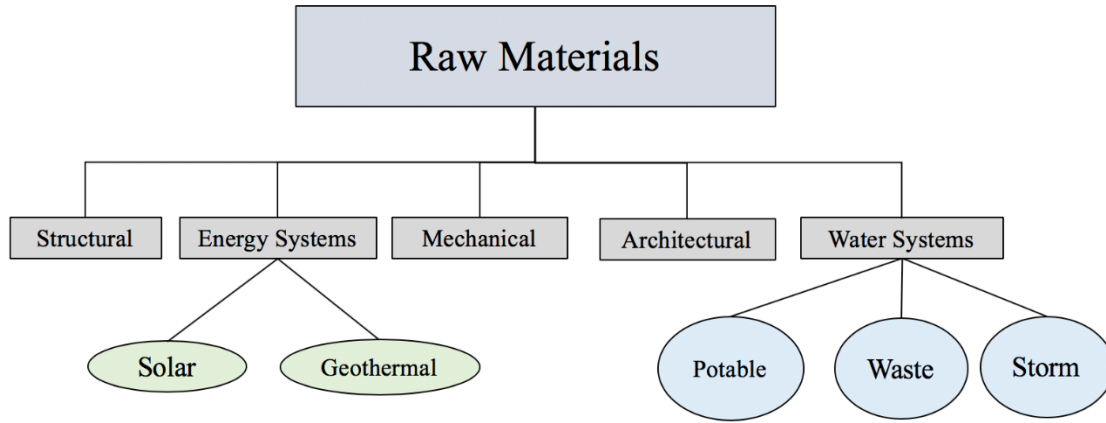 Raw Materials
Structural
Energy Systems
Mechanical
Architectural
Water Systems
Solar
Geothermal
Potable
Waste
Storm